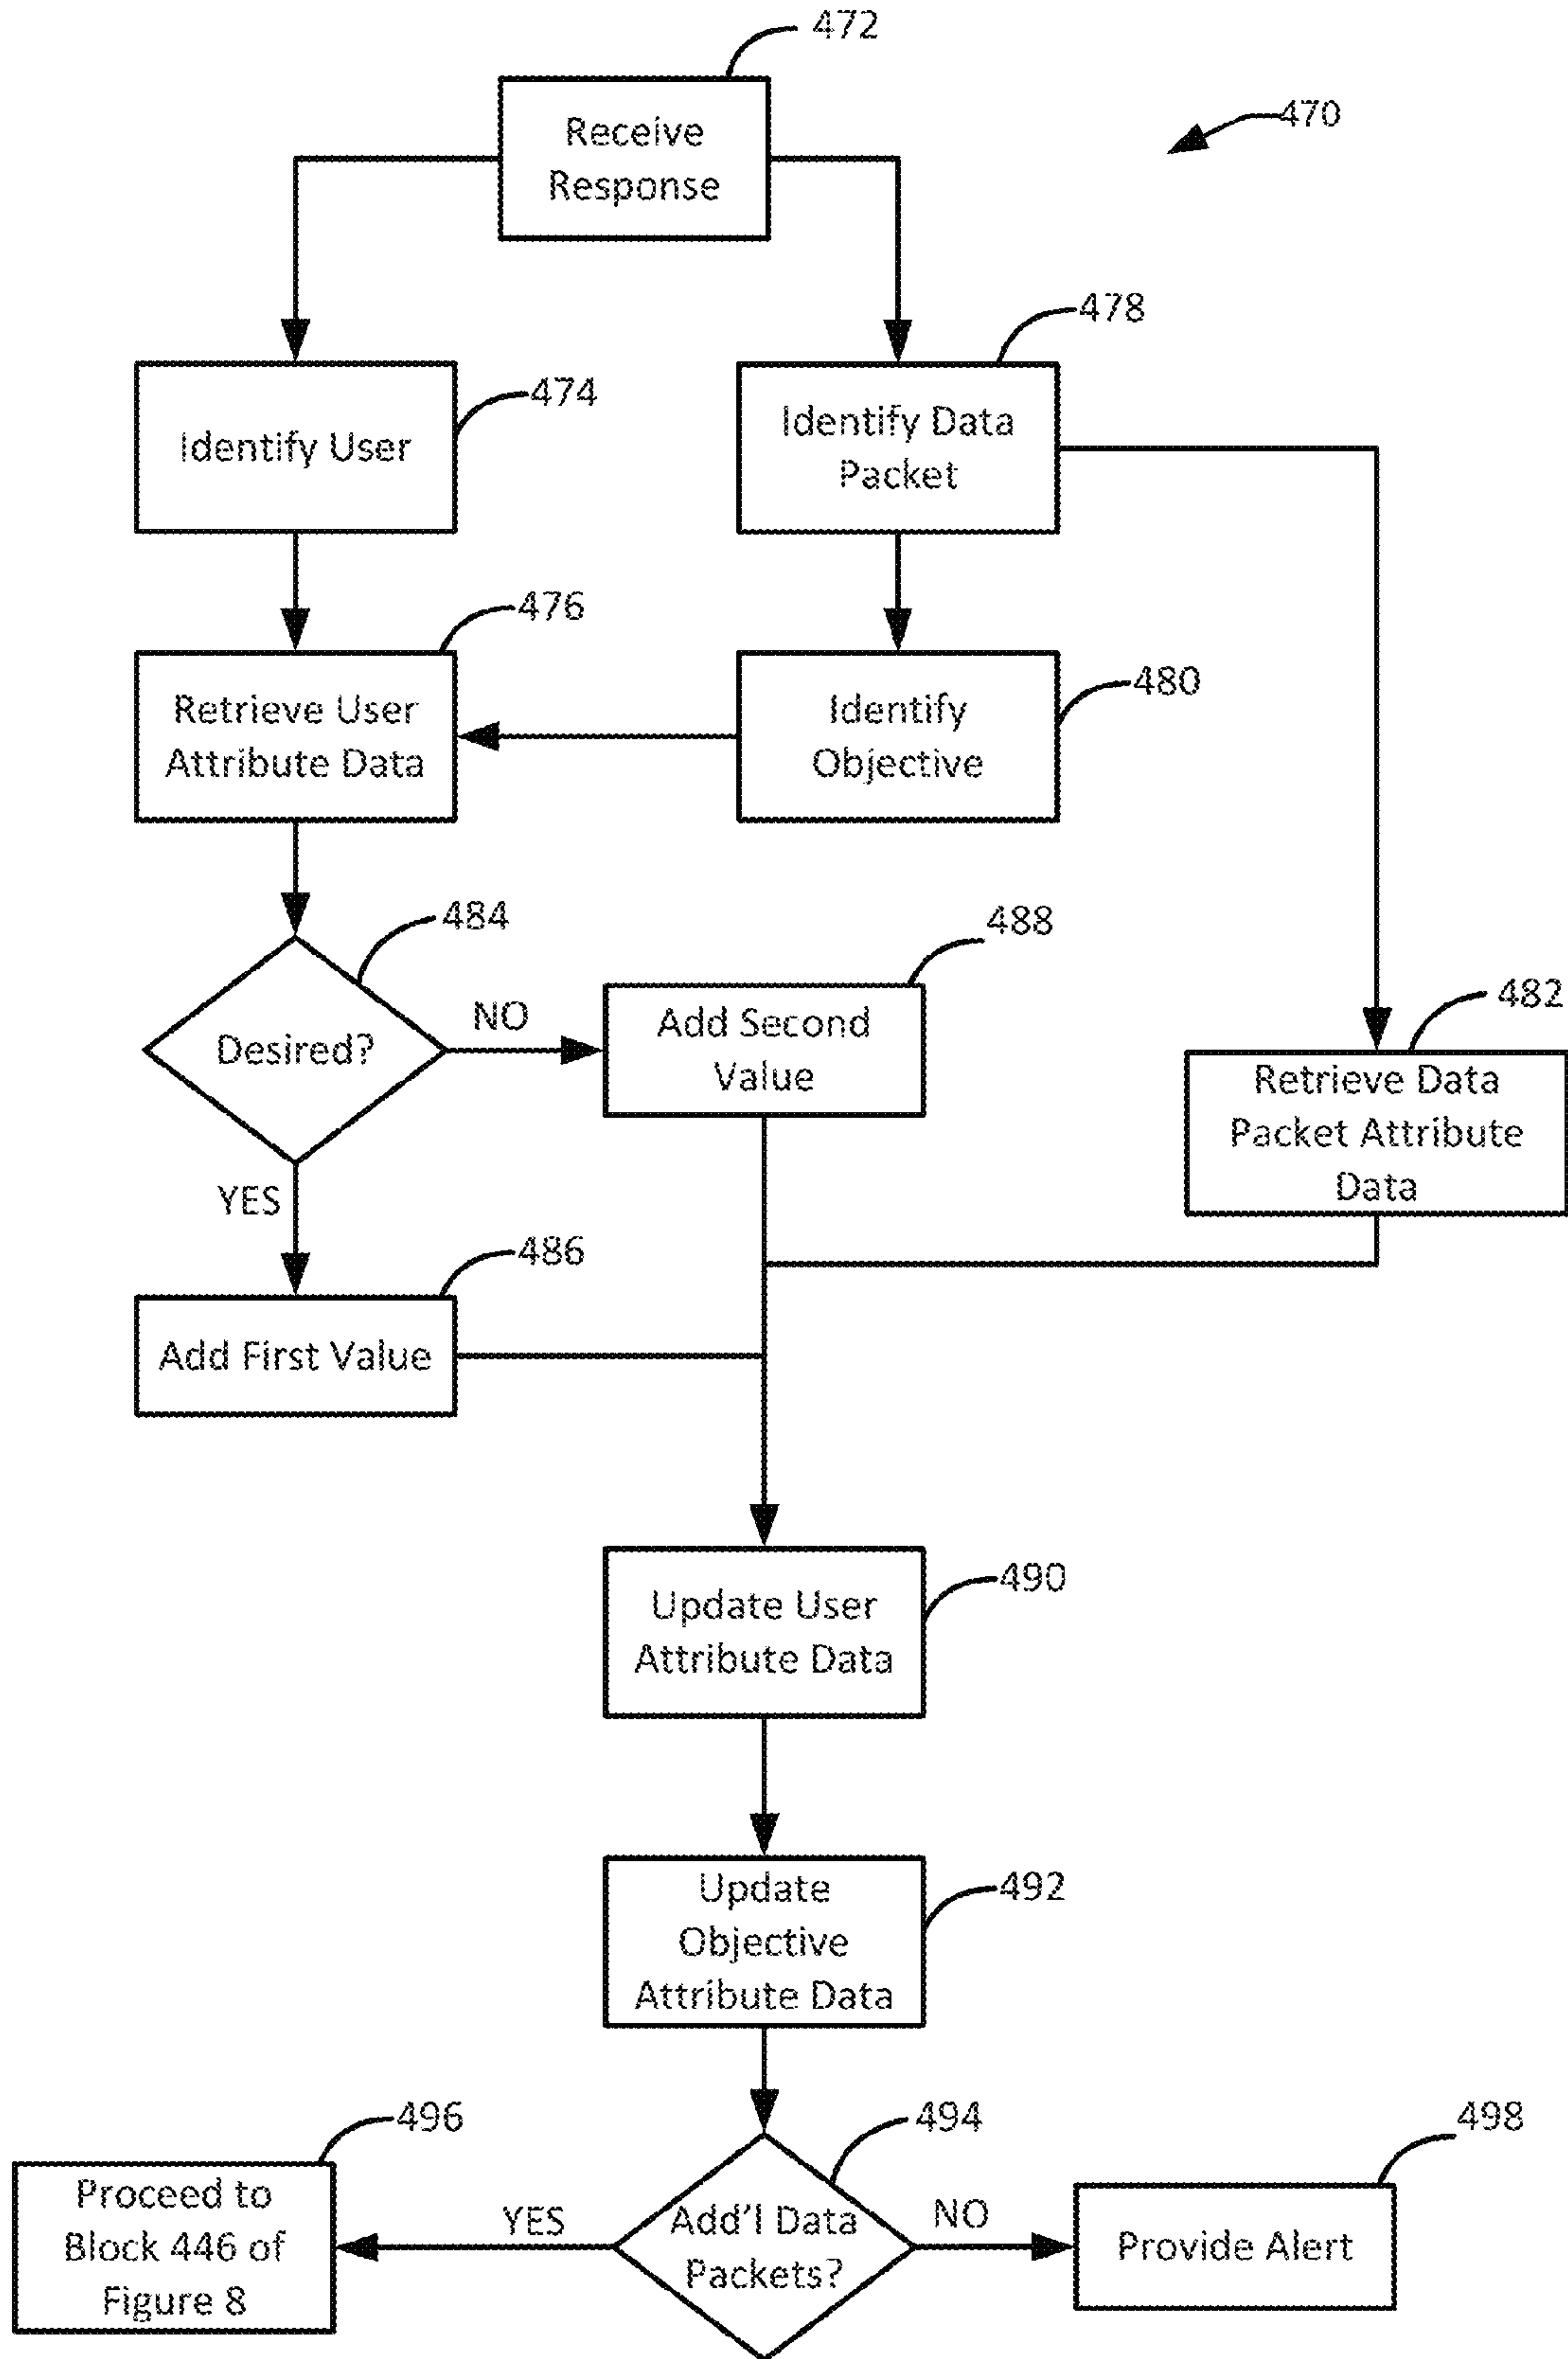 472
Receive
Response
470
478
474
Identify User
Identify Data
Packet
476
480
Retrieve User
Attribute Data
Identify
Objective
484
488
482
Desired?
NO
Add Second
Value
Retrieve Data
Packet Attribute
Data
YES
486
Add First Value
490
Update User
Attribute Data
492
Update
Objective
Attribute Data
496
494
498
Proceed to
Block 446 of
Figure 8
YES
Add'l Data
Packets?
NO
Provide Alert